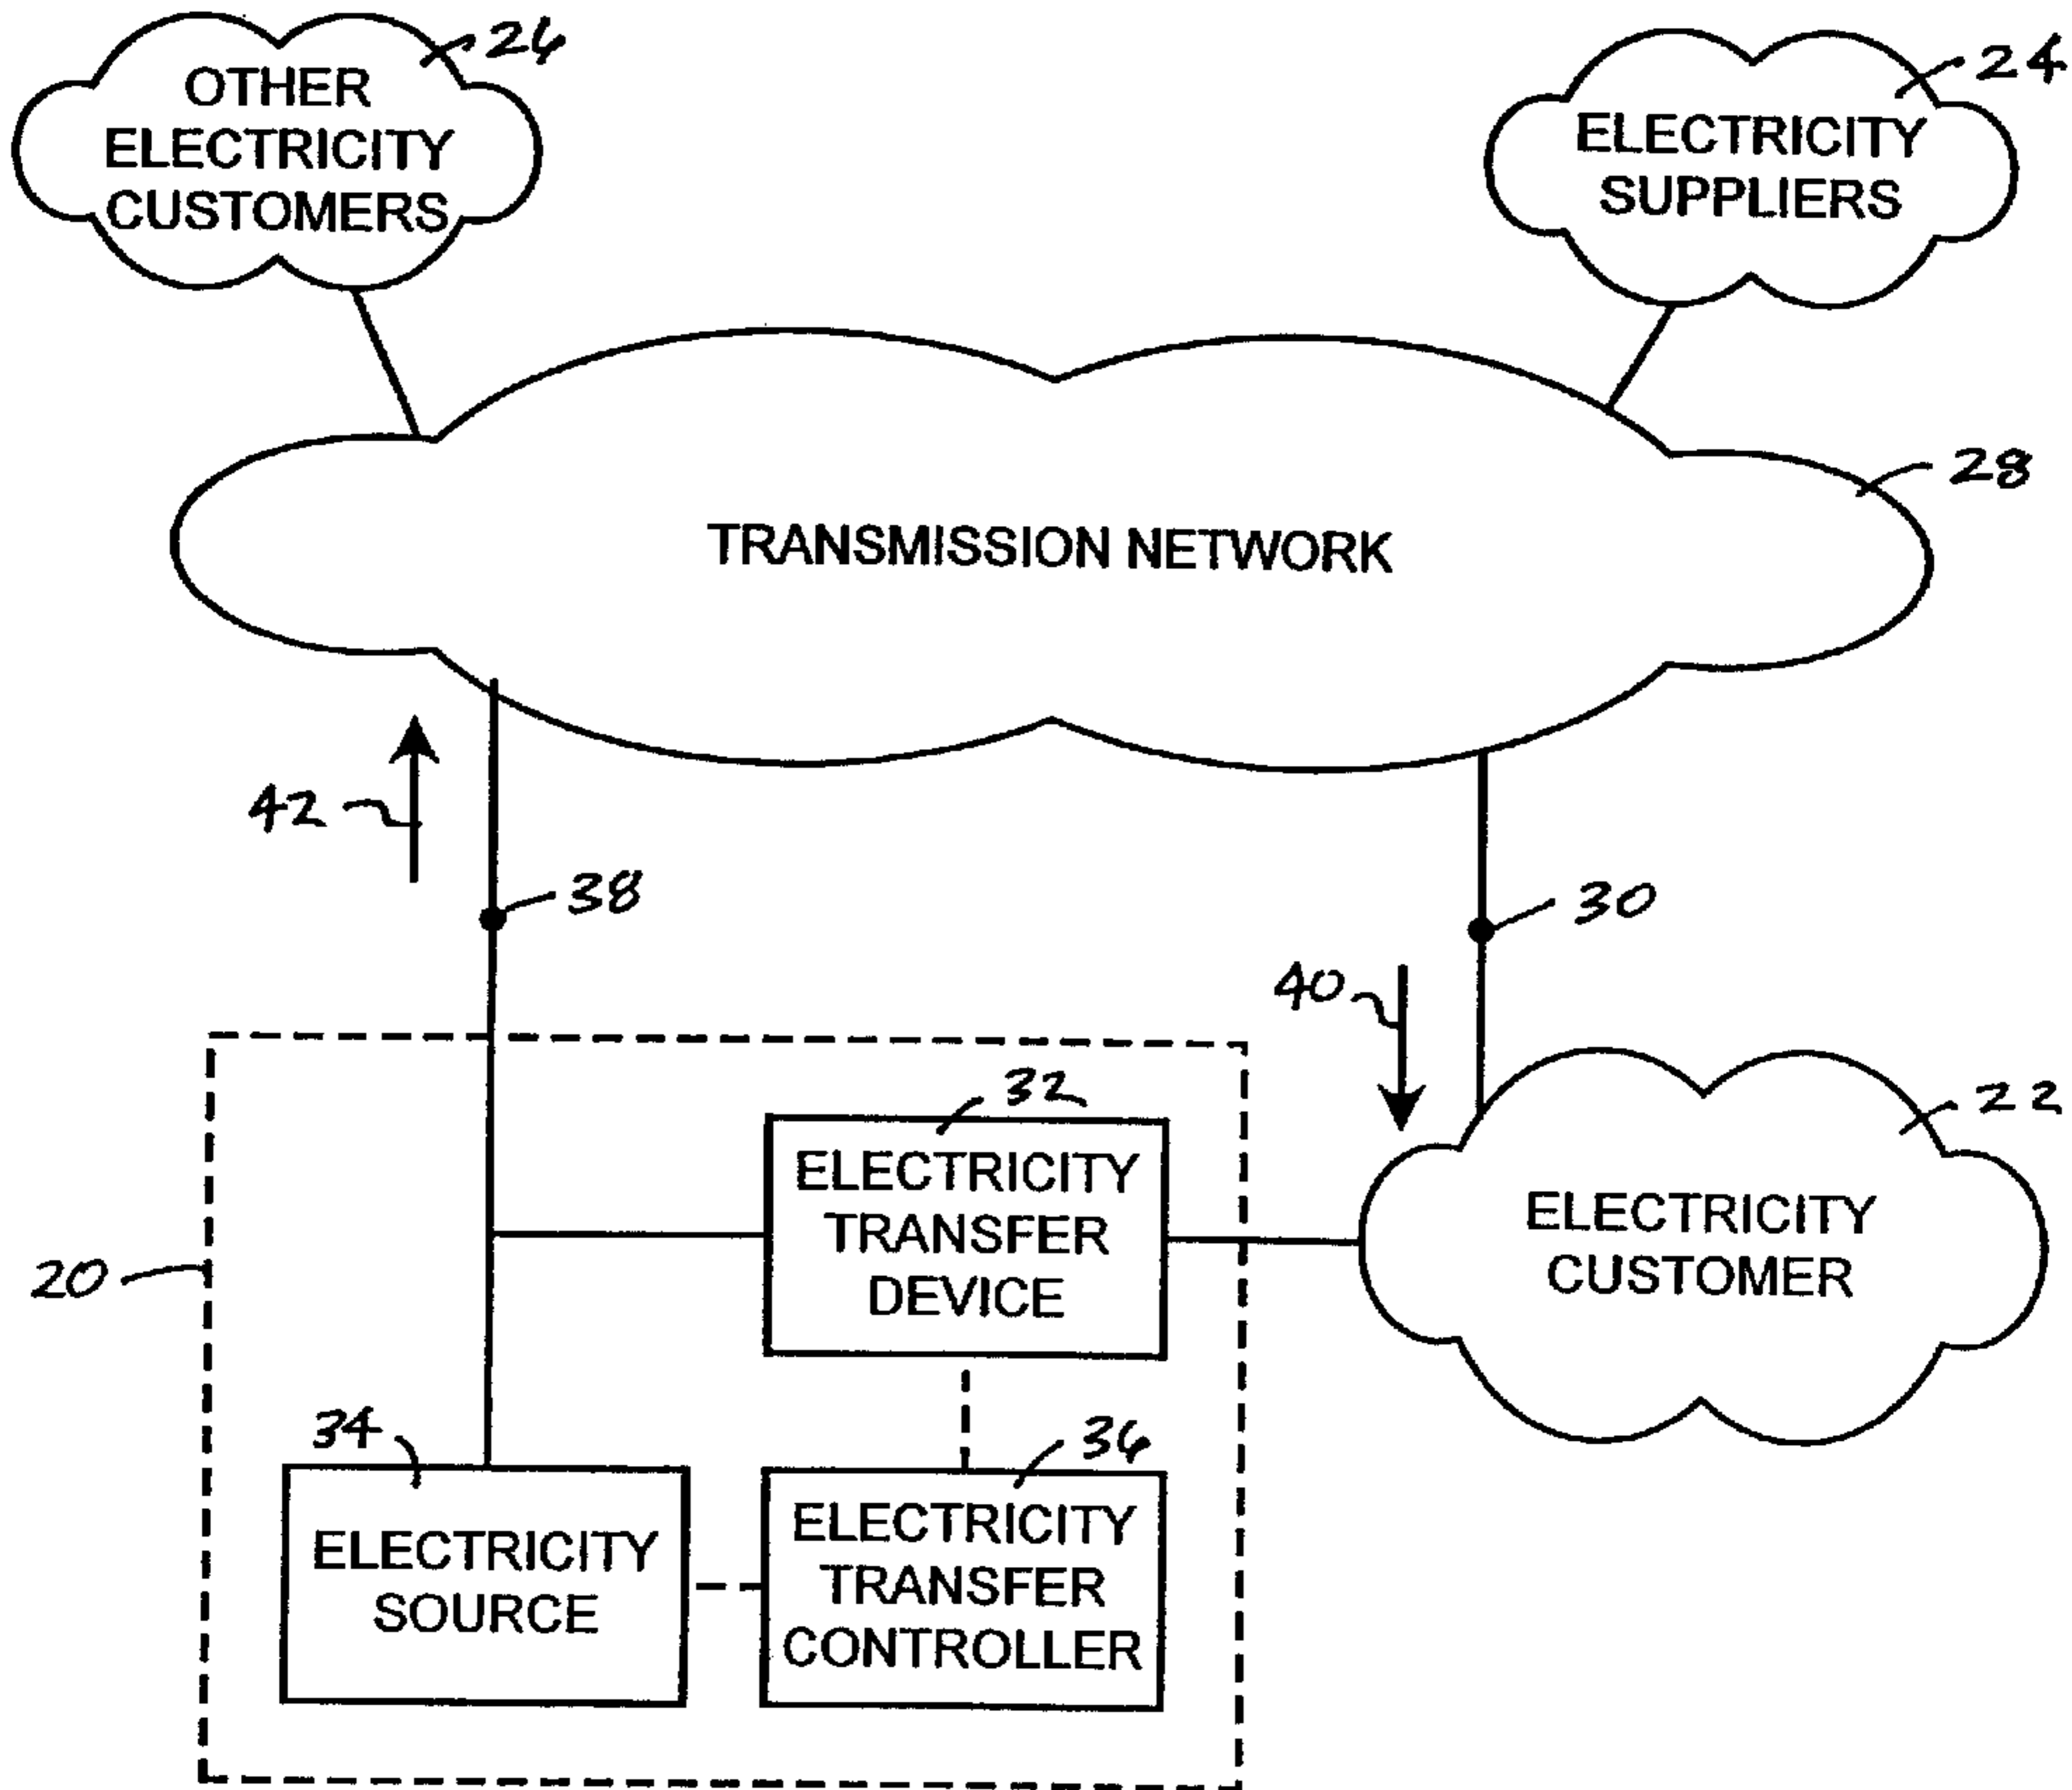 OTHER
ELECTRICITY
CUSTOMERS
26
ELECTRICITY
SUPPLIERS
24
28
TRANSMISSION NETWORK
42
38
30
40
20
32
ELECTRICITY
TRANSFER
DEVICE
22
ELECTRICITY
CUSTOMER
34
ELECTRICITY
SOURCE
36
ELECTRICITY
TRANSFER
CONTROLLER